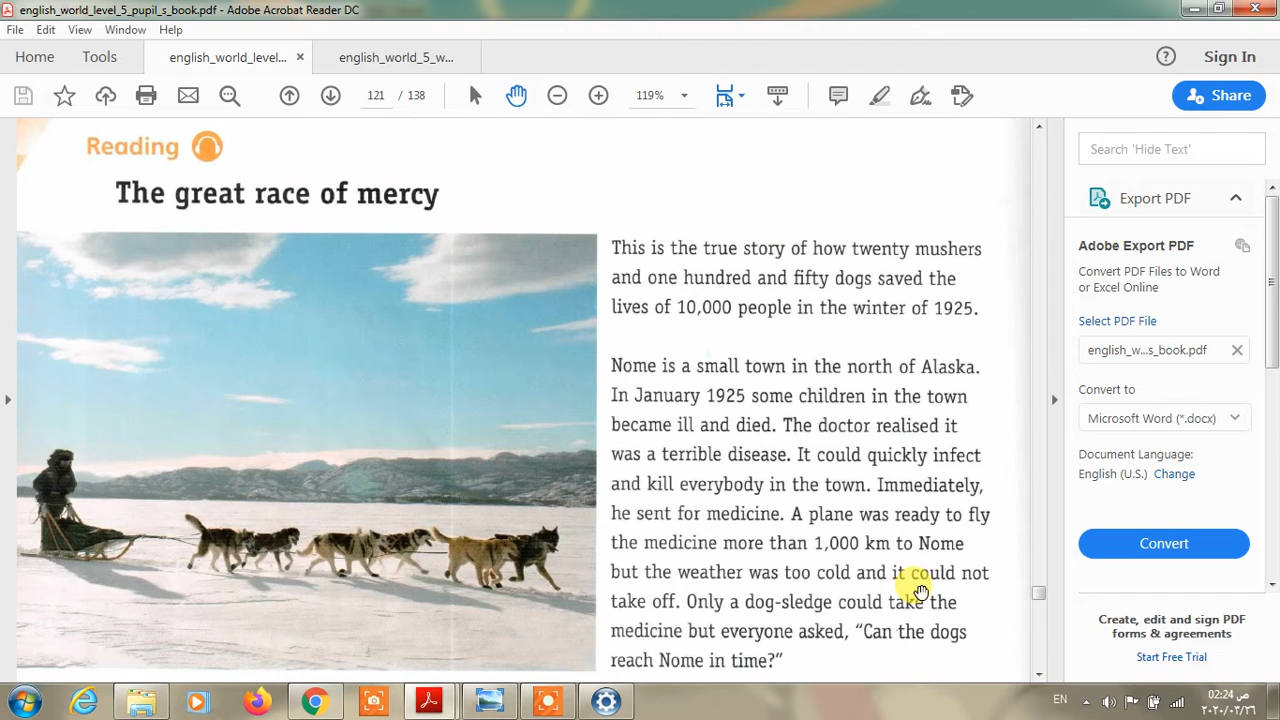 english_world_level_5_pupil_s_book.pdf - Adobe Acrobat Reader DC
File Edit View Window Help
Home Tools english_world_level... × english_world_5_w... Sign In
121 / 138 119% Share
Reading
The great race of mercy
This is the true story of how twenty mushers
and one hundred and fifty dogs saved the
lives of 10,000 people in the winter of 1925.
Nome is a small town in the north of Alaska.
In January 1925 some children in the town
became ill and died. The doctor realised it
was a terrible disease. It could quickly infect
and kill everybody in the town. Immediately,
he sent for medicine. A plane was ready to fly
the medicine more than 1,000 km to Nome
but the weather was too cold and it could not
take off. Only a dog-sledge could take the
medicine but everyone asked, “Can the dogs
reach Nome in time?”
Search 'Hide Text'
Export PDF
Adobe Export PDF
Convert PDF Files to Word
or Excel Online
Select PDF File
english_w...s_book.pdf
Convert to
Microsoft Word (*.docx)
Document Language:
English (U.S.) Change
Convert
Create, edit and sign PDF
forms & agreements
Start Free Trial
EN
02:24 ص
٢٠٢٠/٠٣/٢٦